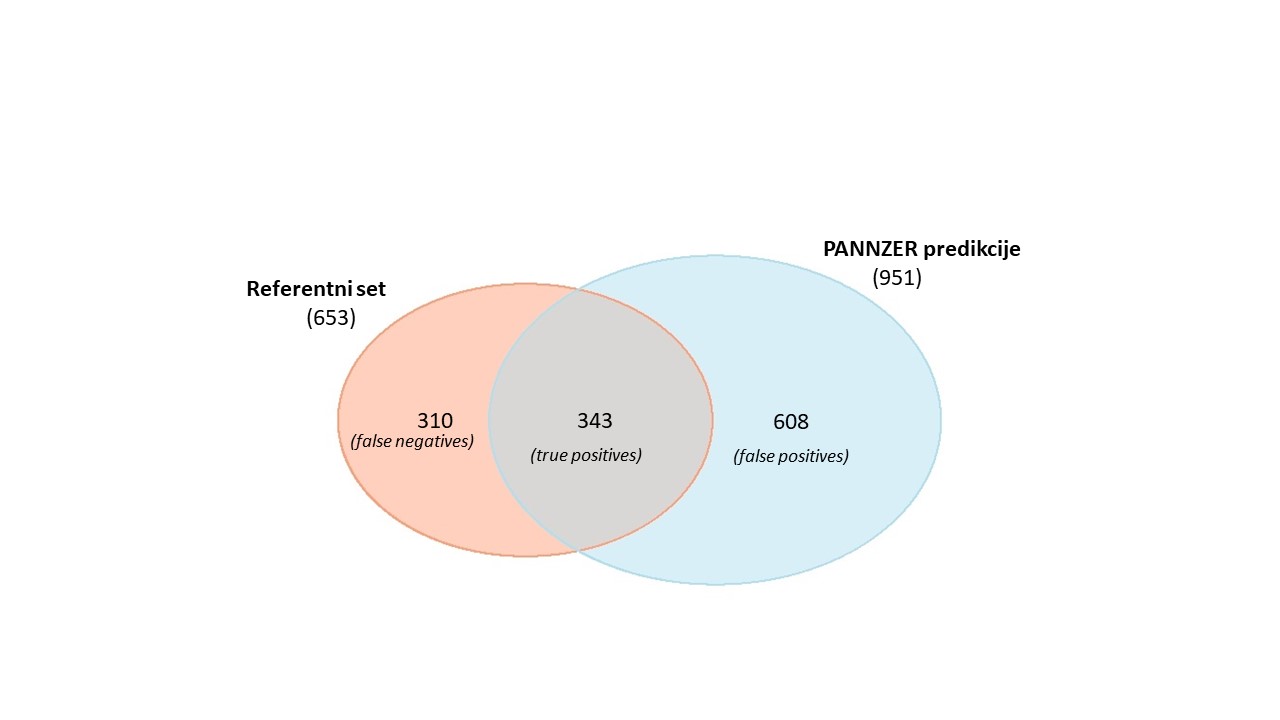 PANNZER predikcije
(951)
Referentni set
(653)
310
(false negatives)
343
(true positives)
608
(false positives)